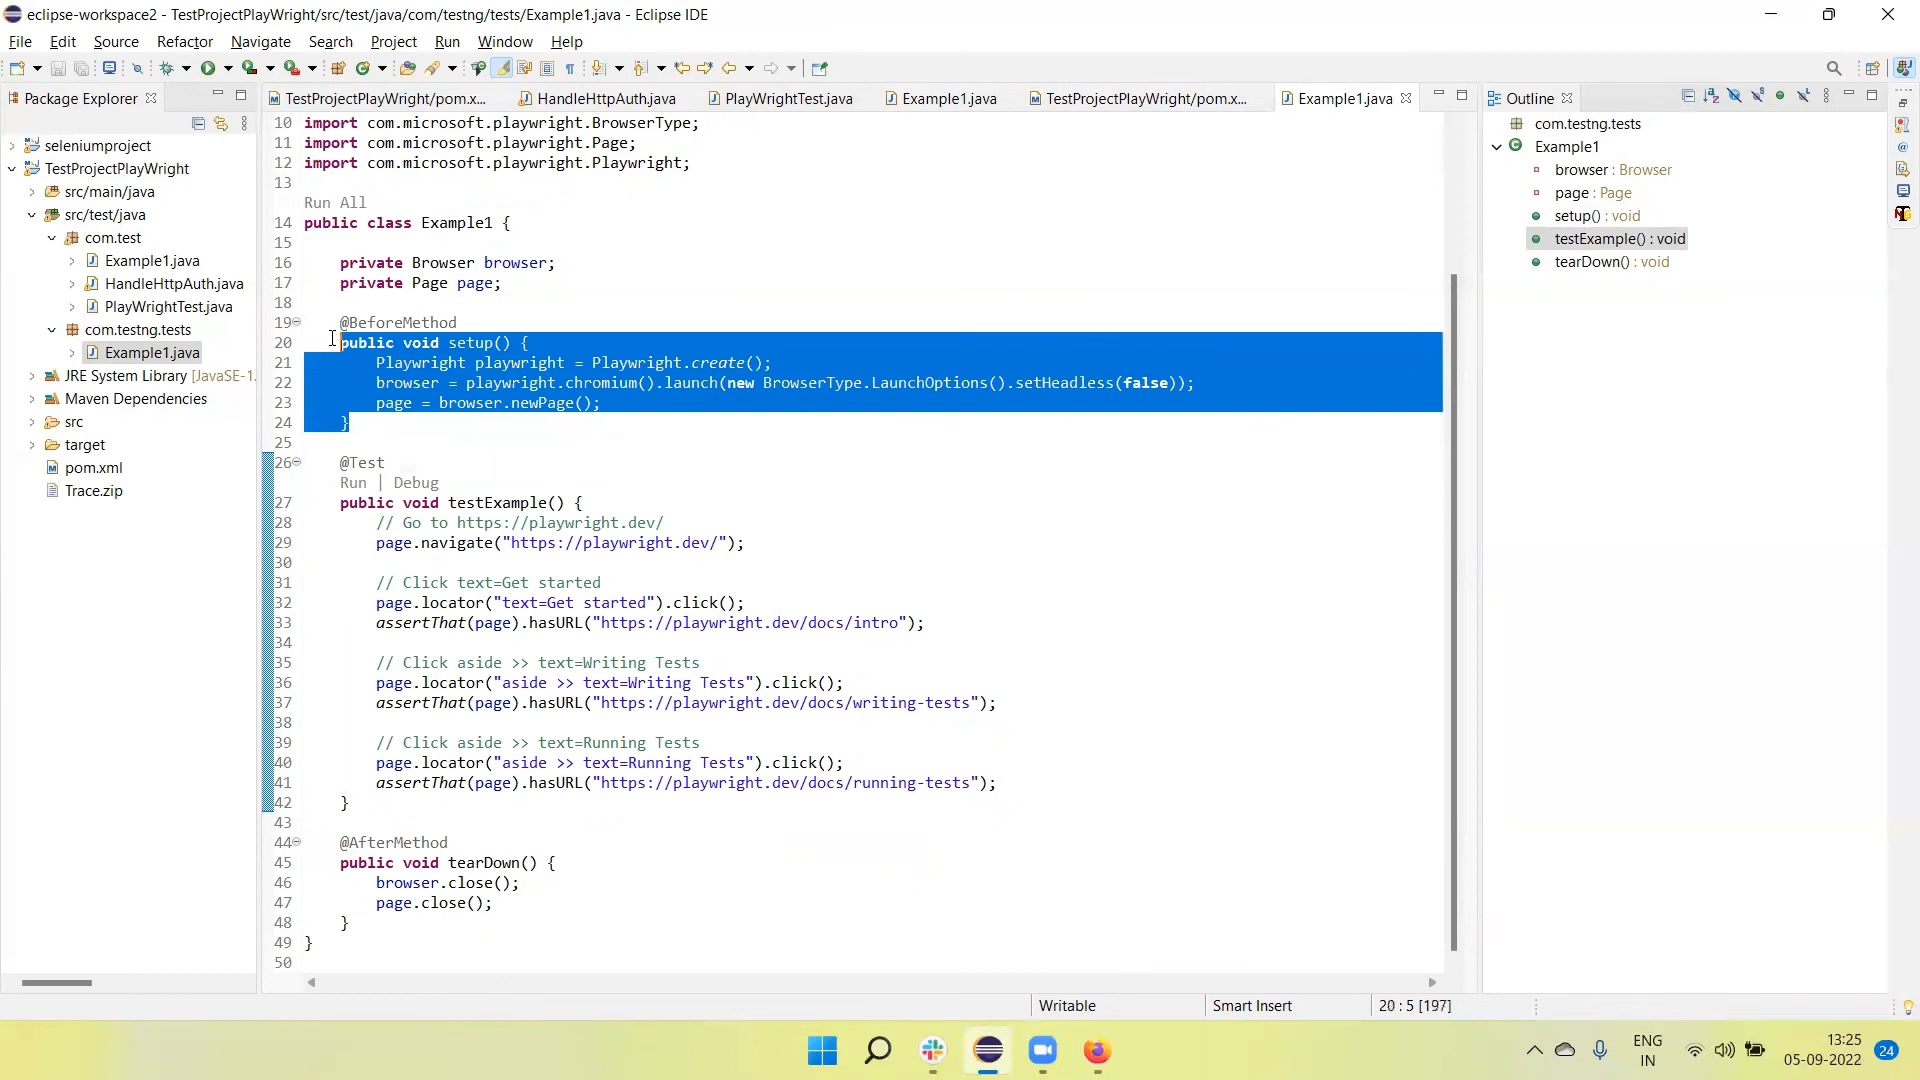 eclipse-workspace2 - TestProjectPlayWright/src/test/java/com/testng/tests/Example1.java - Eclipse IDE
File Edit Source Refactor Navigate Search Project Run Window Help
Package Explorer
TestProjectPlayWright/pom.x... HandleHttpAuth.java PlayWrightTest.java Example1.java TestProjectPlayWright/pom.x... Example1.java
Outline
seleniumproject
TestProjectPlayWright
src/main/java
src/test/java
com.test
Example1.java
HandleHttpAuth.java
PlayWrightTest.java
com.testng.tests
Example1.java
JRE System Library [JavaSE-1.
Maven Dependencies
src
target
pom.xml
Trace.zip
10 import com.microsoft.playwright.BrowserType;
11 import com.microsoft.playwright.Page;
12 import com.microsoft.playwright.Playwright;
13
Run All
14 public class Example1 {
15
16 private Browser browser;
17 private Page page;
18
19 @BeforeMethod
20 public void setup() {
21 Playwright playwright = Playwright.create();
22 browser = playwright.chromium().launch(new BrowserType.LaunchOptions().setHeadless(false));
23 page = browser.newPage();
24 }
25
26 @Test
Run | Debug
27 public void testExample() {
28 // Go to https://playwright.dev/
29 page.navigate("https://playwright.dev/");
30
31 // Click text=Get started
32 page.locator("text=Get started").click();
33 assertThat(page).hasURL("https://playwright.dev/docs/intro");
34
35 // Click aside >> text=Writing Tests
36 page.locator("aside >> text=Writing Tests").click();
37 assertThat(page).hasURL("https://playwright.dev/docs/writing-tests");
38
39 // Click aside >> text=Running Tests
40 page.locator("aside >> text=Running Tests").click();
41 assertThat(page).hasURL("https://playwright.dev/docs/running-tests");
42 }
43
44 @AfterMethod
45 public void tearDown() {
46 browser.close();
47 page.close();
48 }
49 }
50
com.testng.tests
Example1
browser : Browser
page : Page
setup() : void
testExample() : void
tearDown() : void
Writable Smart Insert 20 : 5 [197]
ENG
IN
13:25
05-09-2022
24